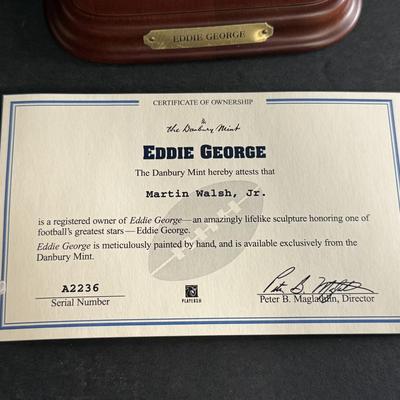 EDDIE GEORGE
CERTIFICATE OF OWNERSHIP
the Danbury Mint
EDDIE GEORGE
The Danbury Mint hereby attests that
Martin Walsh, Jr.
is a registered owner of Eddie George—an amazingly lifelike sculpture honoring one of
football's greatest stars—Eddie George.
Eddie George is meticulously painted by hand, and is available exclusively from the
Danbury Mint.
A2236
Serial Number
PLAYERS INC
Peter B. Maglathlin, Director